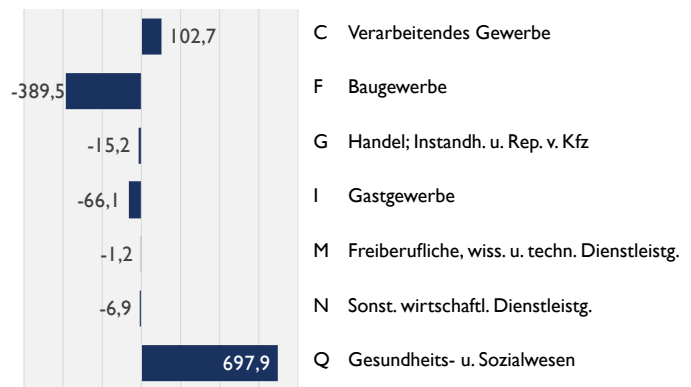 102,7 C Verarbeitendes Gewerbe
-389,5 F Baugewerbe
-15,2 G Handel; Instandh. u. Rep. v. Kfz
-66,1 I Gastgewerbe
-1,2 M Freiberufliche, wiss. u. techn. Dienstleistg.
-6,9 N Sonst. wirtschaftl. Dienstleistg.
697,9 Q Gesundheits- u. Sozialwesen